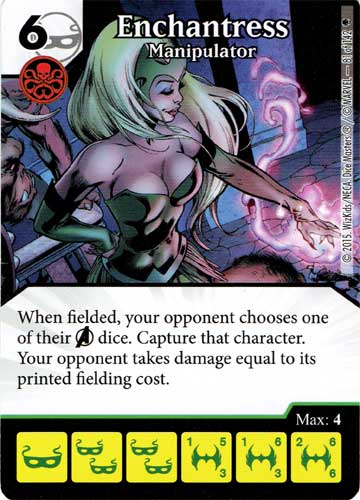 6
Enchantress
Manipulator
© 2015. WizKids/NECA. Dice Masters® / © MARVEL — 81 of 142
When fielded, your opponent chooses one
of their dice. Capture that character.
Your opponent takes damage equal to its
printed fielding cost.
Max: 4
1 5 3
1 6 3
2 6 6